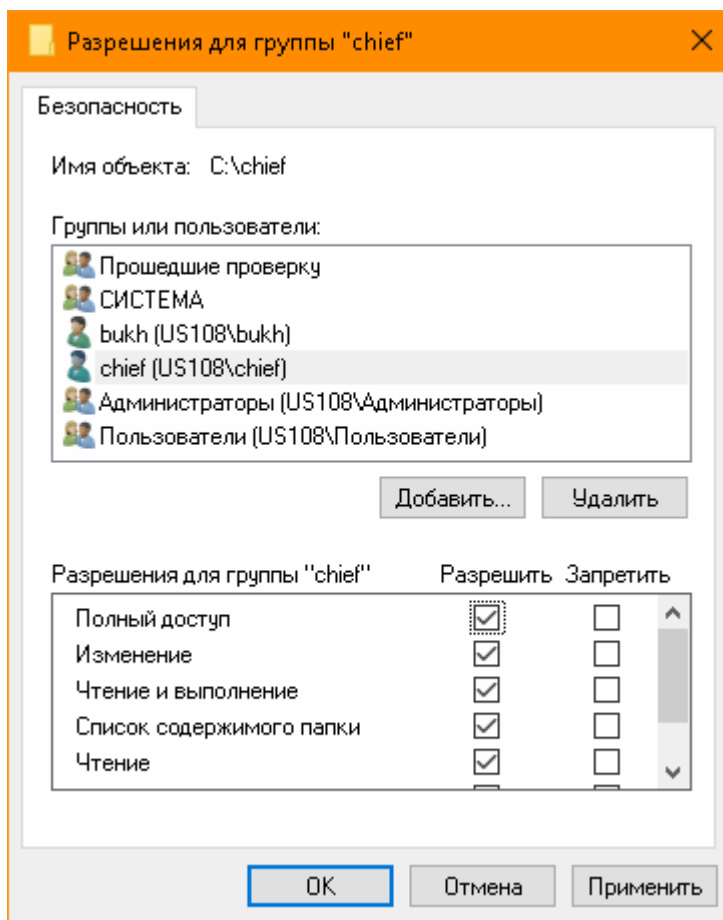 Разрешения для группы "chief"
Безопасность
Имя объекта: C:\chief
Группы или пользователи:
Прошедшие проверку
СИСТЕМА
bukh (US108\bukh)
chief (US108\chief)
Администраторы (US108\Администраторы)
Пользователи (US108\Пользователи)
Добавить... Удалить
Разрешения для группы "chief" Разрешить Запретить
Полный доступ
Изменение
Чтение и выполнение
Список содержимого папки
Чтение
ОК Отмена Применить